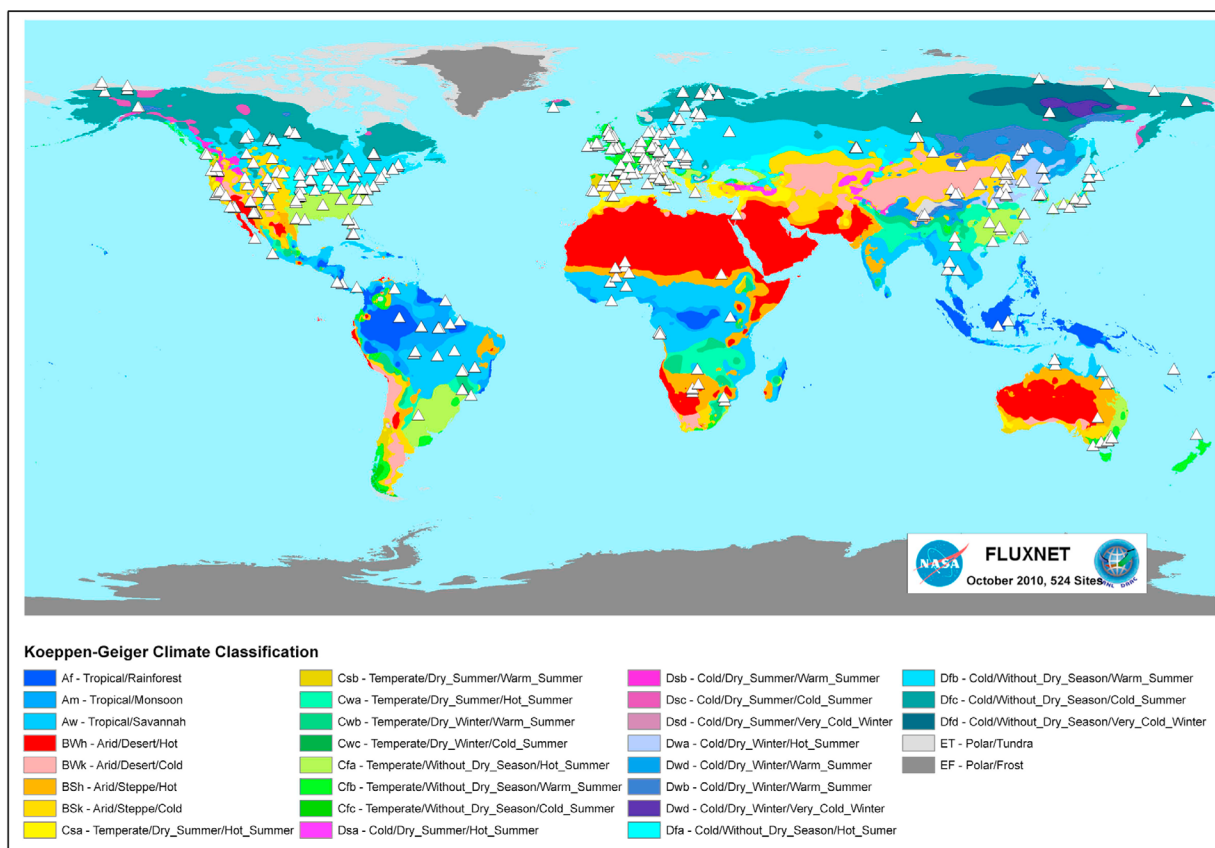 NASA
FLUXNET
October 2010, 524 Sites
ORNL DAAC
Koeppen-Geiger Climate Classification
Af - Tropical/Rainforest
Am - Tropical/Monsoon
Aw - Tropical/Savannah
BWh - Arid/Desert/Hot
BWk - Arid/Desert/Cold
BSh - Arid/Steppe/Hot
BSk - Arid/Steppe/Cold
Csa - Temperate/Dry_Summer/Hot_Summer
Csb - Temperate/Dry_Summer/Warm_Summer
Cwa - Temperate/Dry_Summer/Hot_Summer
Cwb - Temperate/Dry_Winter/Warm_Summer
Cwc - Temperate/Dry_Winter/Cold_Summer
Cfa - Temperate/Without_Dry_Season/Hot_Summer
Cfb - Temperate/Without_Dry_Season/Warm_Summer
Cfc - Temperate/Without_Dry_Season/Cold_Summer
Dsa - Cold/Dry_Summer/Hot_Summer
Dsb - Cold/Dry_Summer/Warm_Summer
Dsc - Cold/Dry_Summer/Cold_Summer
Dsd - Cold/Dry_Summer/Very_Cold_Winter
Dwa - Cold/Dry_Winter/Hot_Summer
Dwd - Cold/Dry_Winter/Warm_Summer
Dwb - Cold/Dry_Winter/Warm_Summer
Dwd - Cold/Dry_Winter/Very_Cold_Winter
Dfa - Cold/Without_Dry_Season/Hot_Sumer
Dfb - Cold/Without_Dry_Season/Warm_Summer
Dfc - Cold/Without_Dry_Season/Cold_Summer
Dfd - Cold/Without_Dry_Season/Very_Cold_Winter
ET - Polar/Tundra
EF - Polar/Frost